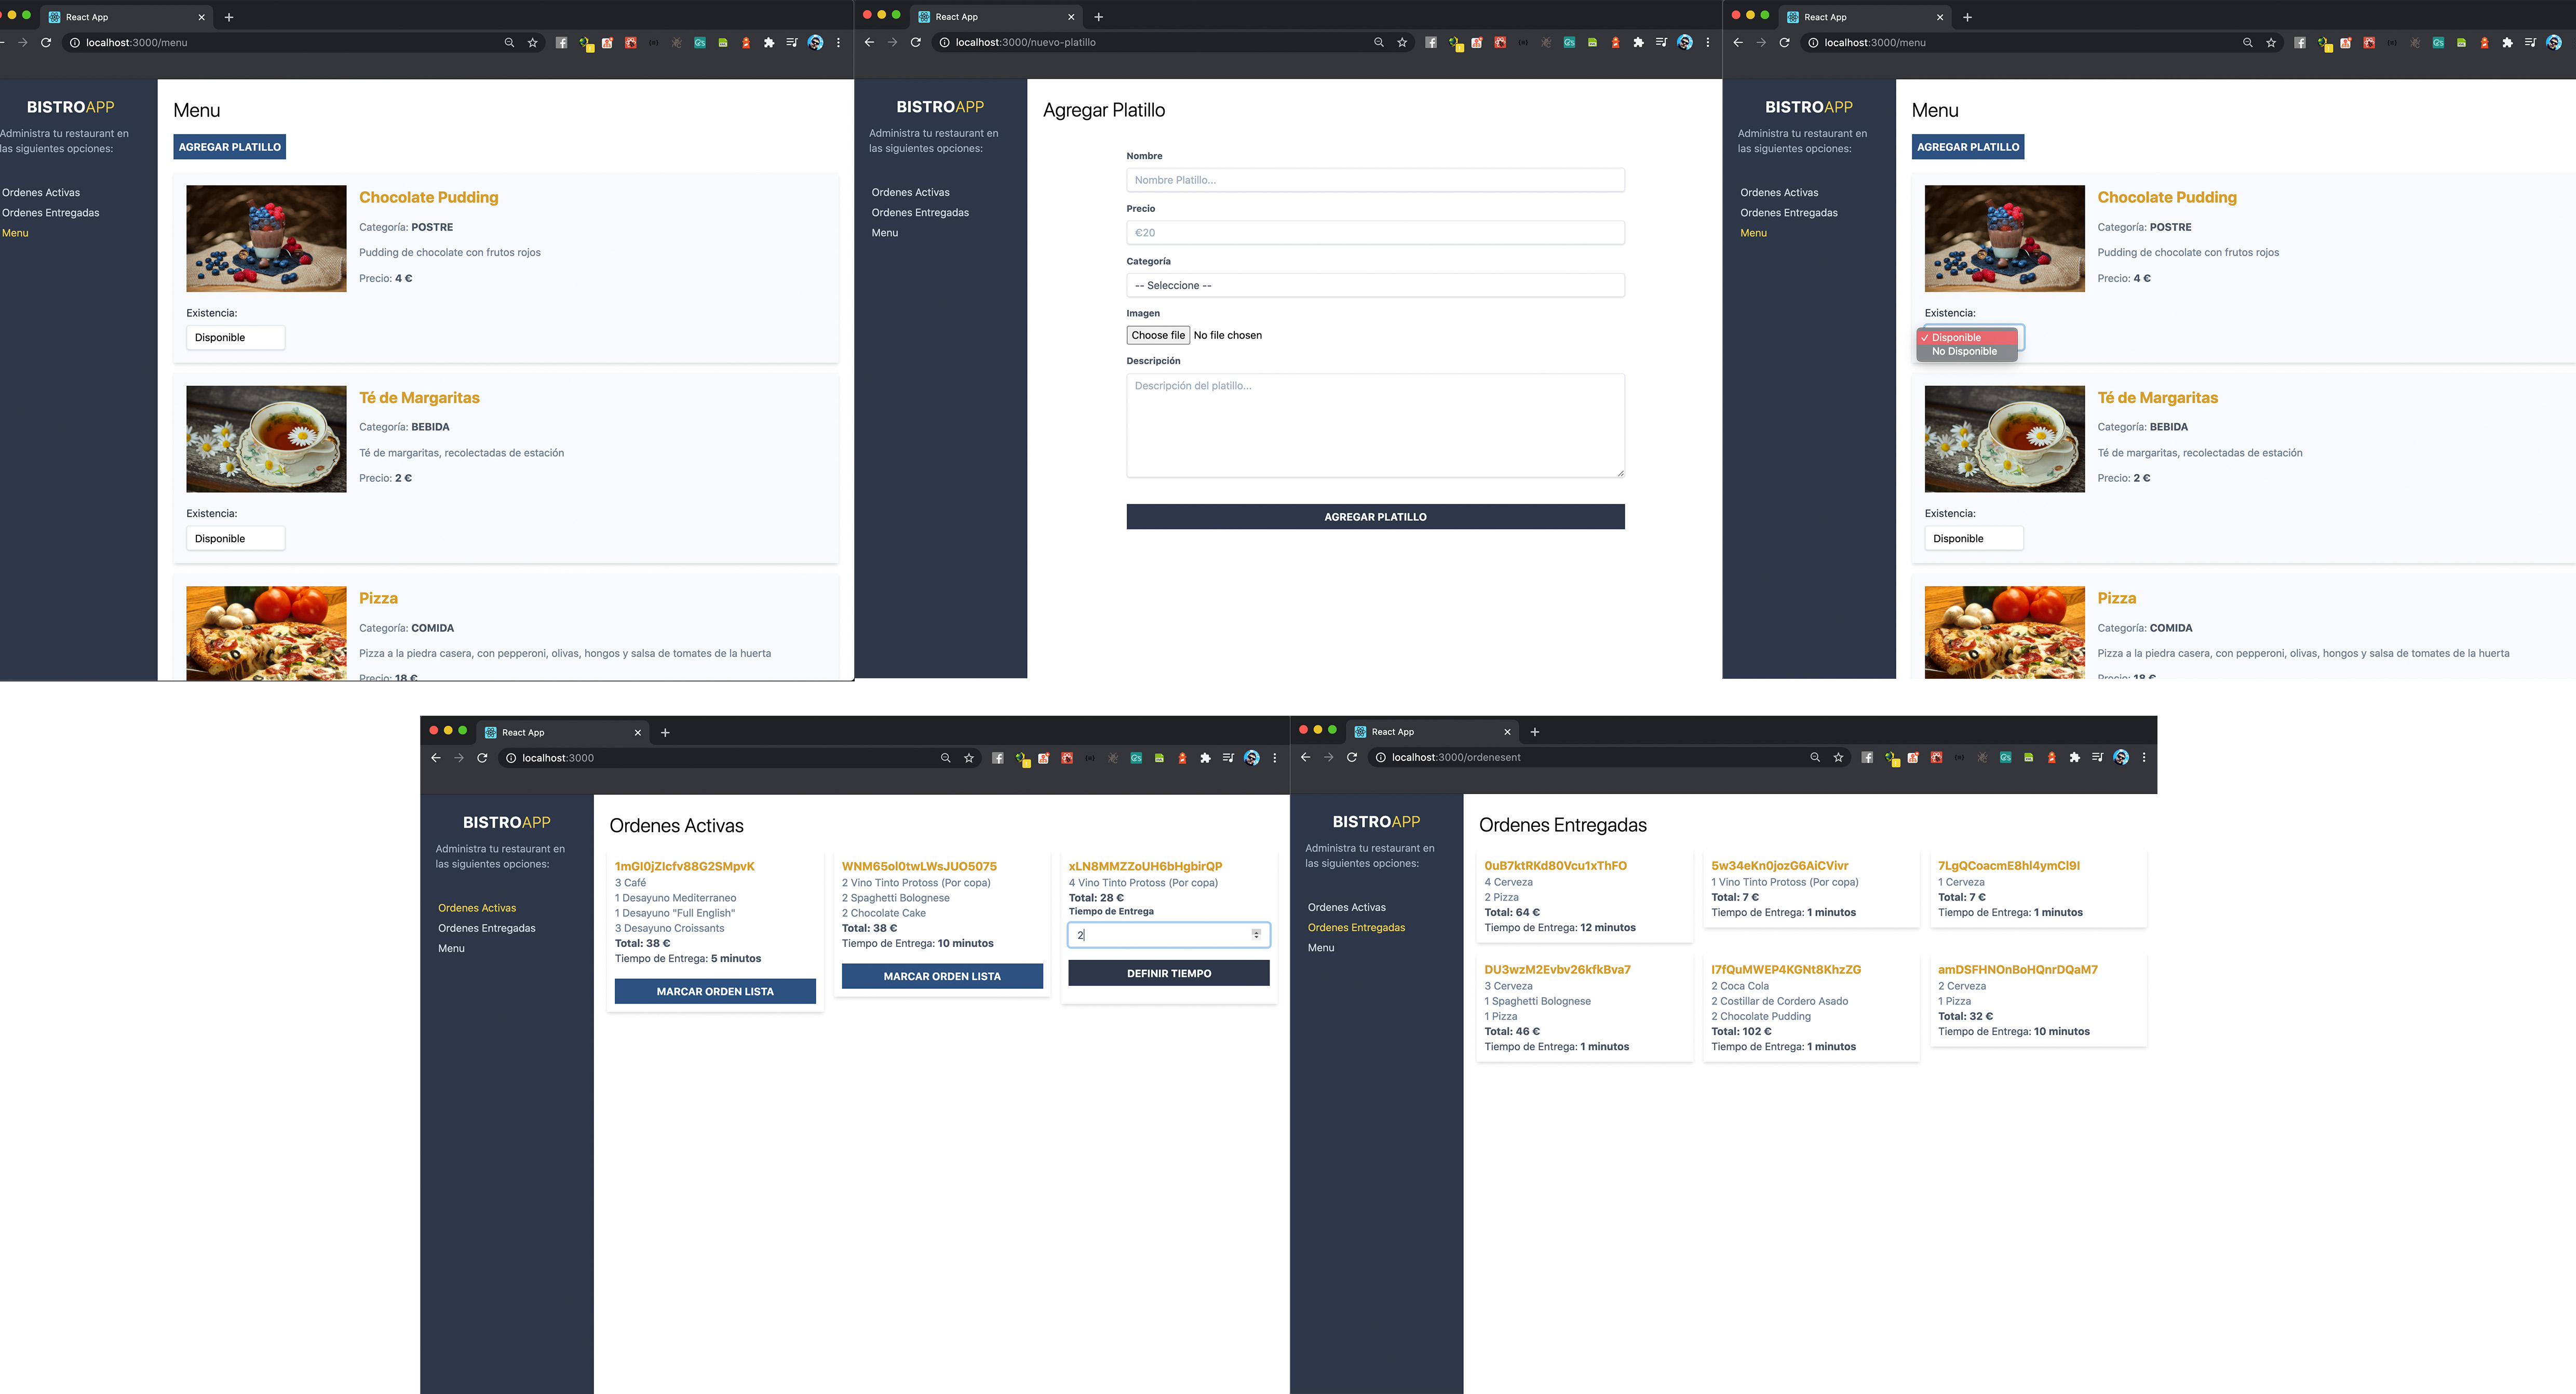 React App
localhost:3000/menu
BISTROAPP
Administra tu restaurant en
las siguientes opciones:
Ordenes Activas
Ordenes Entregadas
Menu
Menu
AGREGAR PLATILLO
Chocolate Pudding
Categoría: POSTRE
Pudding de chocolate con frutos rojos
Precio: 4 €
Existencia:
Disponible
Té de Margaritas
Categoría: BEBIDA
Té de margaritas, recolectadas de estación
Precio: 2 €
Existencia:
Disponible
Pizza
Categoría: COMIDA
Pizza a la piedra casera, con pepperoni, olivas, hongos y salsa de tomates de la huerta
Precio: 18 €
React App
localhost:3000/nuevo-platillo
BISTROAPP
Administra tu restaurant en
las siguientes opciones:
Ordenes Activas
Ordenes Entregadas
Menu
Agregar Platillo
Nombre
Nombre Platillo...
Precio
€20
Categoría
-- Seleccione --
Imagen
Choose file No file chosen
Descripción
Descripción del platillo...
AGREGAR PLATILLO
React App
localhost:3000/menu
BISTROAPP
Administra tu restaurant en
las siguientes opciones:
Ordenes Activas
Ordenes Entregadas
Menu
Menu
AGREGAR PLATILLO
Chocolate Pudding
Categoría: POSTRE
Pudding de chocolate con frutos rojos
Precio: 4 €
Existencia:
✓ Disponible
No Disponible
Té de Margaritas
Categoría: BEBIDA
Té de margaritas, recolectadas de estación
Precio: 2 €
Existencia:
Disponible
Pizza
Categoría: COMIDA
Pizza a la piedra casera, con pepperoni, olivas, hongos y salsa de tomates de la huerta
Precio: 18 €
React App
localhost:3000
BISTROAPP
Administra tu restaurant en
las siguientes opciones:
Ordenes Activas
Ordenes Entregadas
Menu
Ordenes Activas
1mGI0jZIcfv88G2SMpvK
3 Café
1 Desayuno Mediterraneo
1 Desayuno "Full English"
3 Desayuno Croissants
Total: 38 €
Tiempo de Entrega: 5 minutos
MARCAR ORDEN LISTA
WNM65ol0twLWsJUO5075
2 Vino Tinto Protoss (Por copa)
2 Spaghetti Bolognese
2 Chocolate Cake
Total: 38 €
Tiempo de Entrega: 10 minutos
MARCAR ORDEN LISTA
xLN8MMZZoUH6bHgbirQP
4 Vino Tinto Protoss (Por copa)
Total: 28 €
Tiempo de Entrega
2
DEFINIR TIEMPO
React App
localhost:3000/ordenesent
BISTROAPP
Administra tu restaurant en
las siguientes opciones:
Ordenes Activas
Ordenes Entregadas
Menu
Ordenes Entregadas
0uB7ktRKd80Vcu1xThFO
4 Cerveza
2 Pizza
Total: 64 €
Tiempo de Entrega: 12 minutos
5w34eKn0jozG6AiCVivr
1 Vino Tinto Protoss (Por copa)
Total: 7 €
Tiempo de Entrega: 1 minutos
7LgQCoacmE8hl4ymCl9I
1 Cerveza
Total: 7 €
Tiempo de Entrega: 1 minutos
DU3wzM2Evbv26kfkBva7
3 Cerveza
1 Spaghetti Bolognese
1 Pizza
Total: 46 €
Tiempo de Entrega: 1 minutos
I7fQuMWEP4KGNt8KhzZG
2 Coca Cola
2 Costillar de Cordero Asado
2 Chocolate Pudding
Total: 102 €
Tiempo de Entrega: 1 minutos
amDSFHNOnBoHQnrDQaM7
2 Cerveza
1 Pizza
Total: 32 €
Tiempo de Entrega: 10 minutos